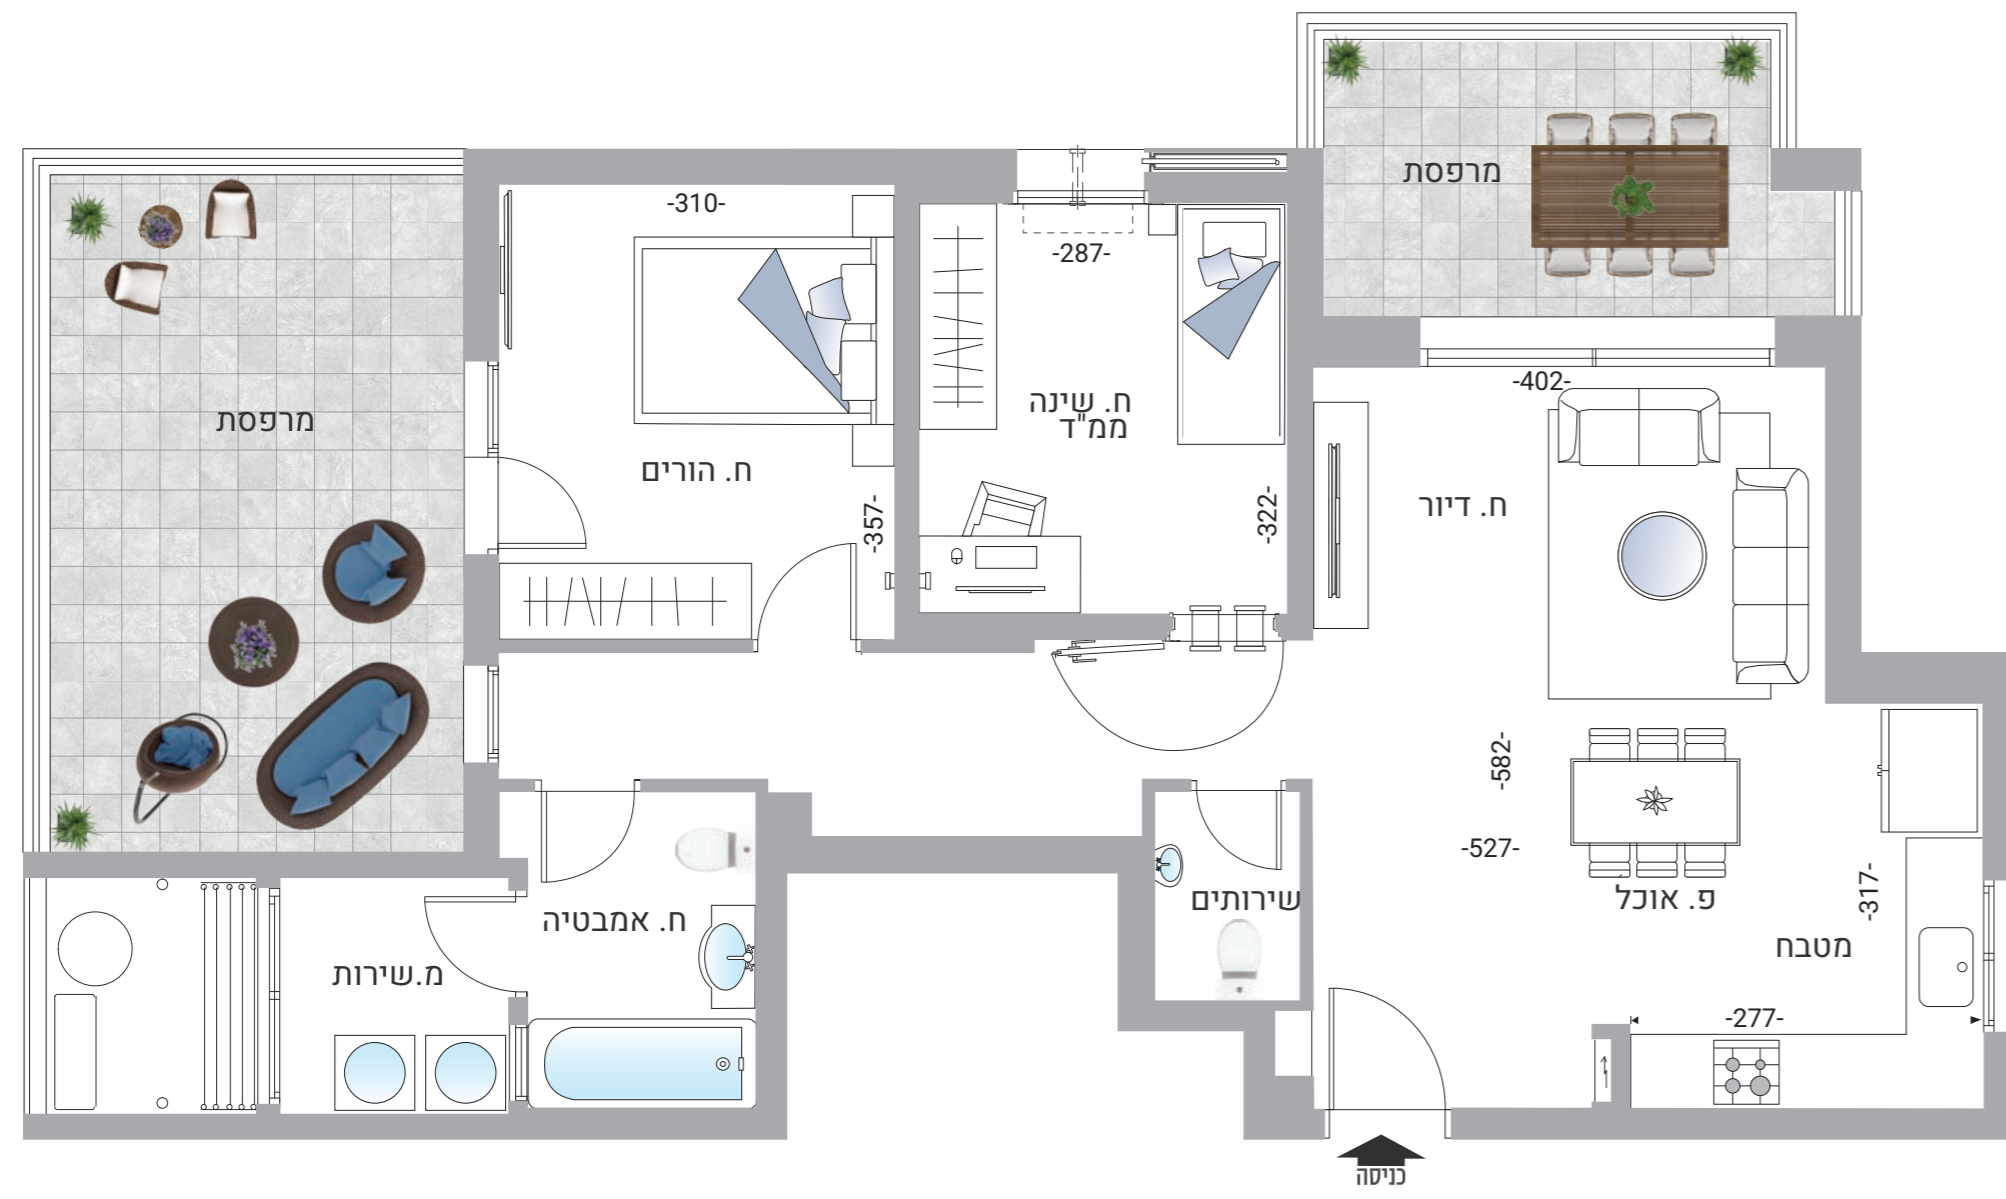 מרפסת
-310-
-287-
-402-
מרפסת
ח. שינה
ממ"ד
ח. הורים
-357-
-322-
ח. דיור
-582-
-527-
פ. אוכל
-317-
מטבח
-277-
שירותים
ח. אמבטיה
מ.שירות
כניסה